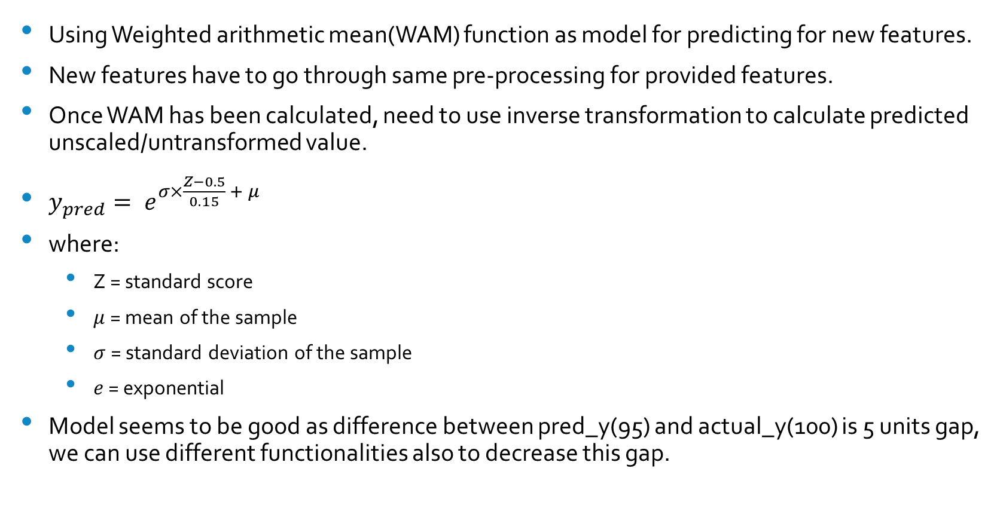 • Using Weighted arithmetic mean(WAM) function as model for predicting for new features.
• New features have to go through same pre-processing for provided features.
• Once WAM has been calculated, need to use inverse transformation to calculate predicted
unscaled/untransformed value.
• $y_{pred} = e^{\sigma \times \frac{Z-0.5}{0.15} + \mu}$
• where:
• Z = standard score
• μ = mean of the sample
• σ = standard deviation of the sample
• e = exponential
• Model seems to be good as difference between pred_y(95) and actual_y(100) is 5 units gap,
we can use different functionalities also to decrease this gap.